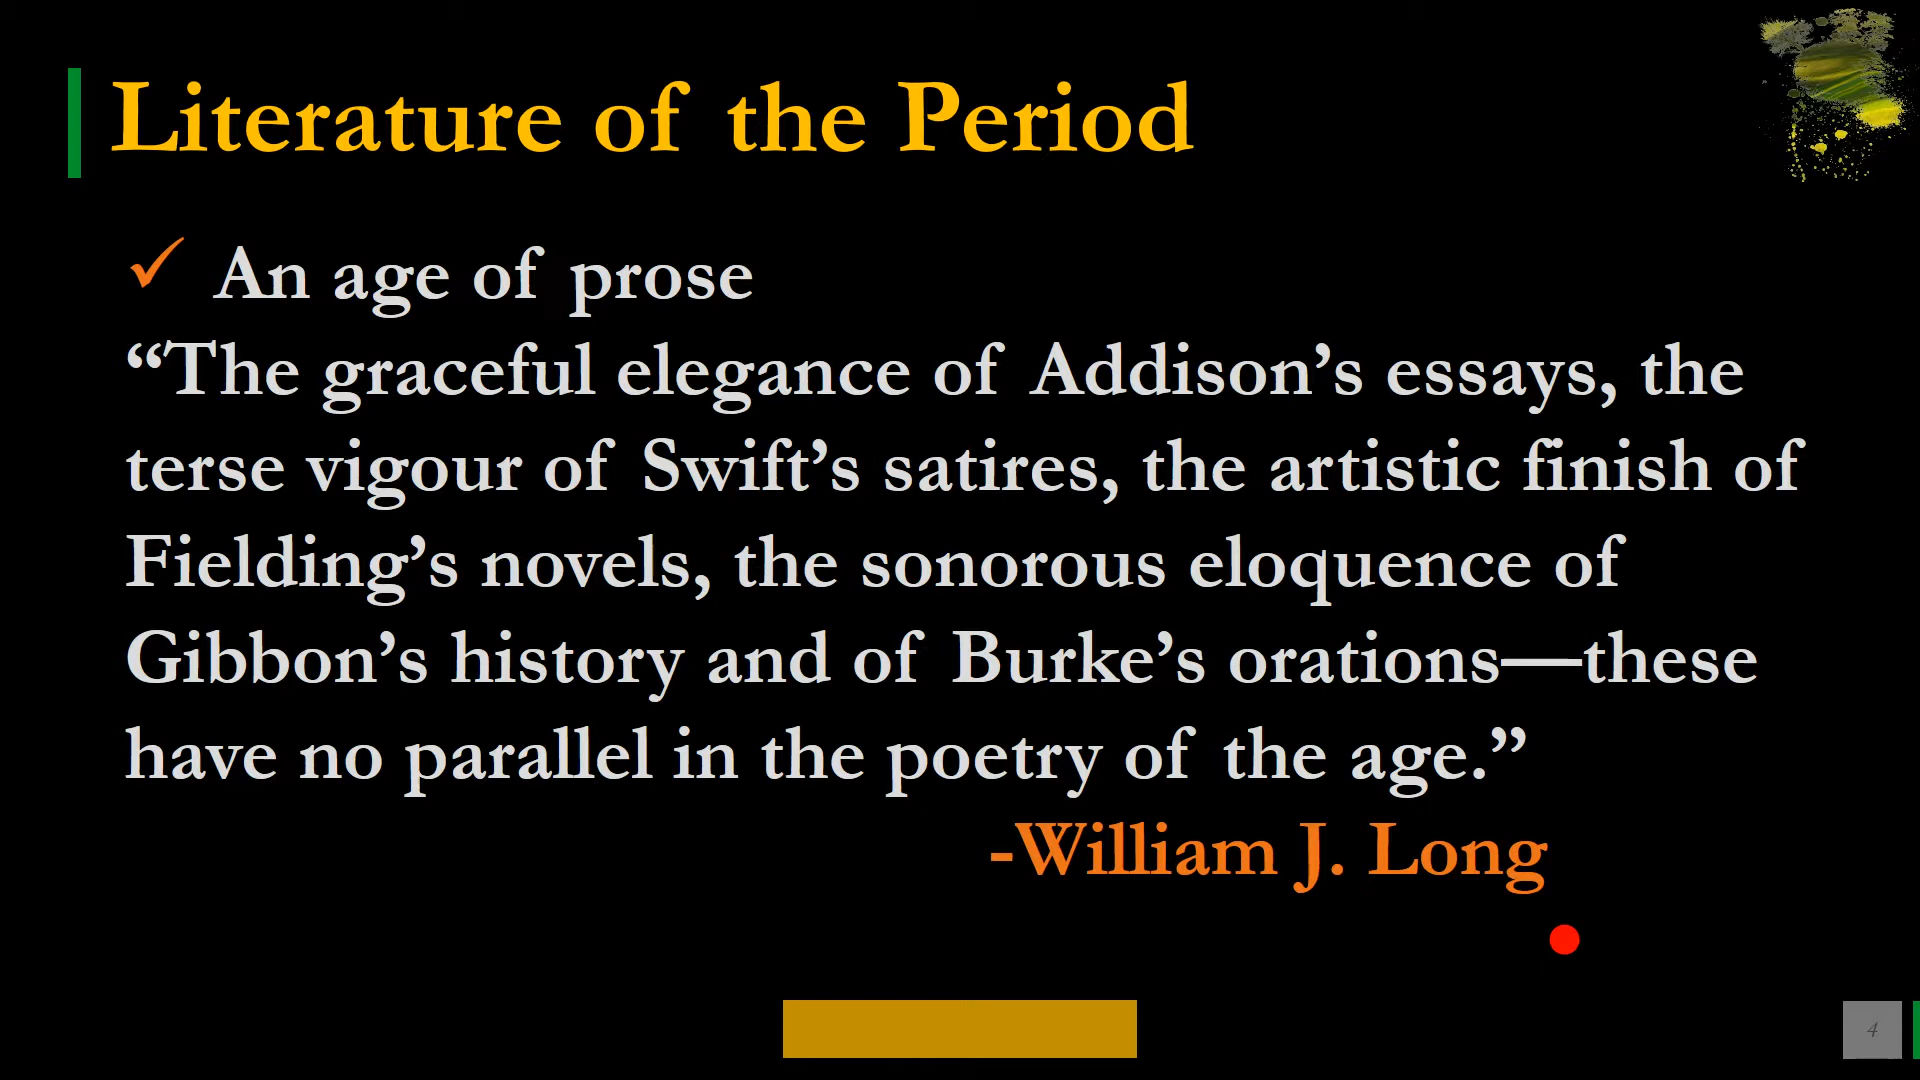 Literature of the Period
✓ An age of prose
“The graceful elegance of Addison’s essays, the
terse vigour of Swift’s satires, the artistic finish of
Fielding’s novels, the sonorous eloquence of
Gibbon’s history and of Burke’s orations—these
have no parallel in the poetry of the age.”
-William J. Long
4